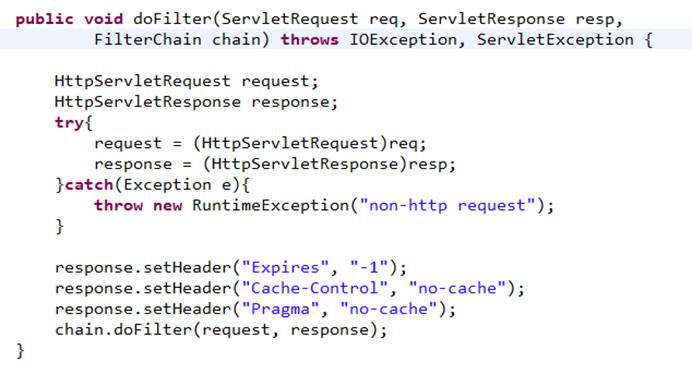 public void doFilter(ServletRequest req, ServletResponse resp,
        FilterChain chain) throws IOException, ServletException {

    HttpServletRequest request;
    HttpServletResponse response;
    try{
        request = (HttpServletRequest)req;
        response = (HttpServletResponse)resp;
    }catch(Exception e){
        throw new RuntimeException("non-http request");
    }

    response.setHeader("Expires", "-1");
    response.setHeader("Cache-Control", "no-cache");
    response.setHeader("Pragma", "no-cache");
    chain.doFilter(request, response);
}